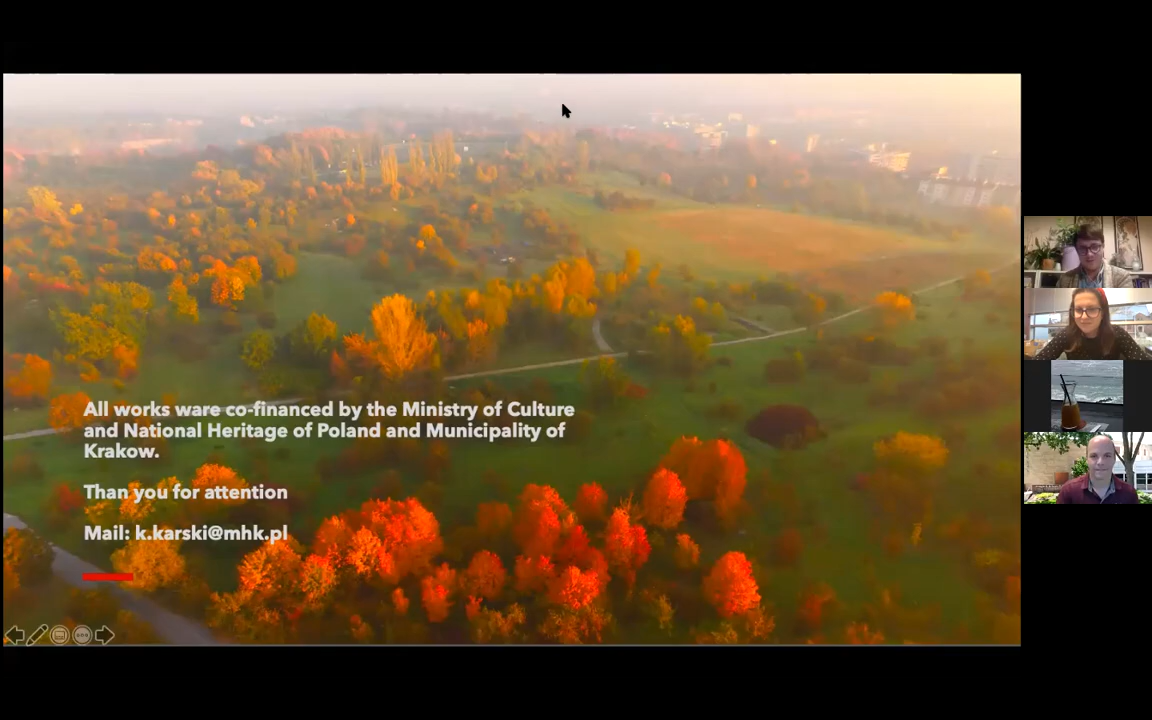 All works ware co-financed by the Ministry of Culture
and National Heritage of Poland and Municipality of
Krakow.
Than you for attention
Mail: k.karski@mhk.pl